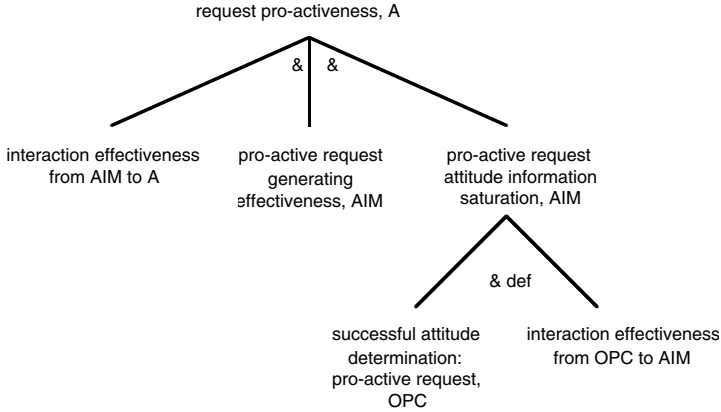 request pro-activeness, A
& &
interaction effectiveness
from AIM to A
pro-active request
generating
effectiveness, AIM
pro-active request
attitude information
saturation, AIM
& def
successful attitude
determination:
pro-active request,
OPC
interaction effectiveness
from OPC to AIM